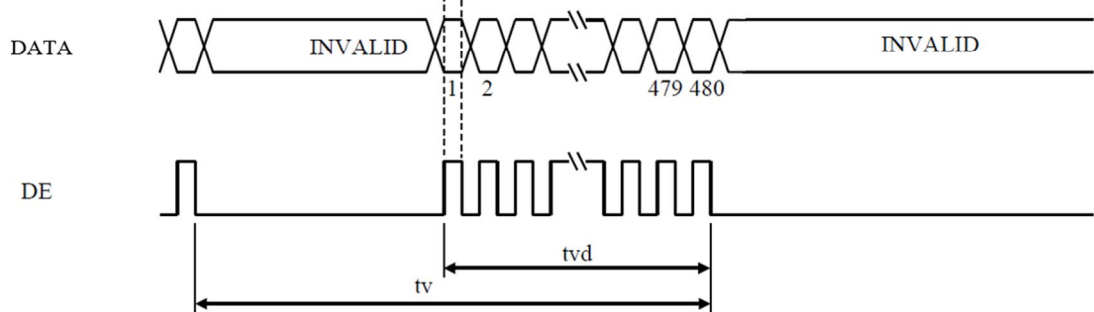 DATA INVALID INVALID
1 2 479 480
DE
tvd
tv